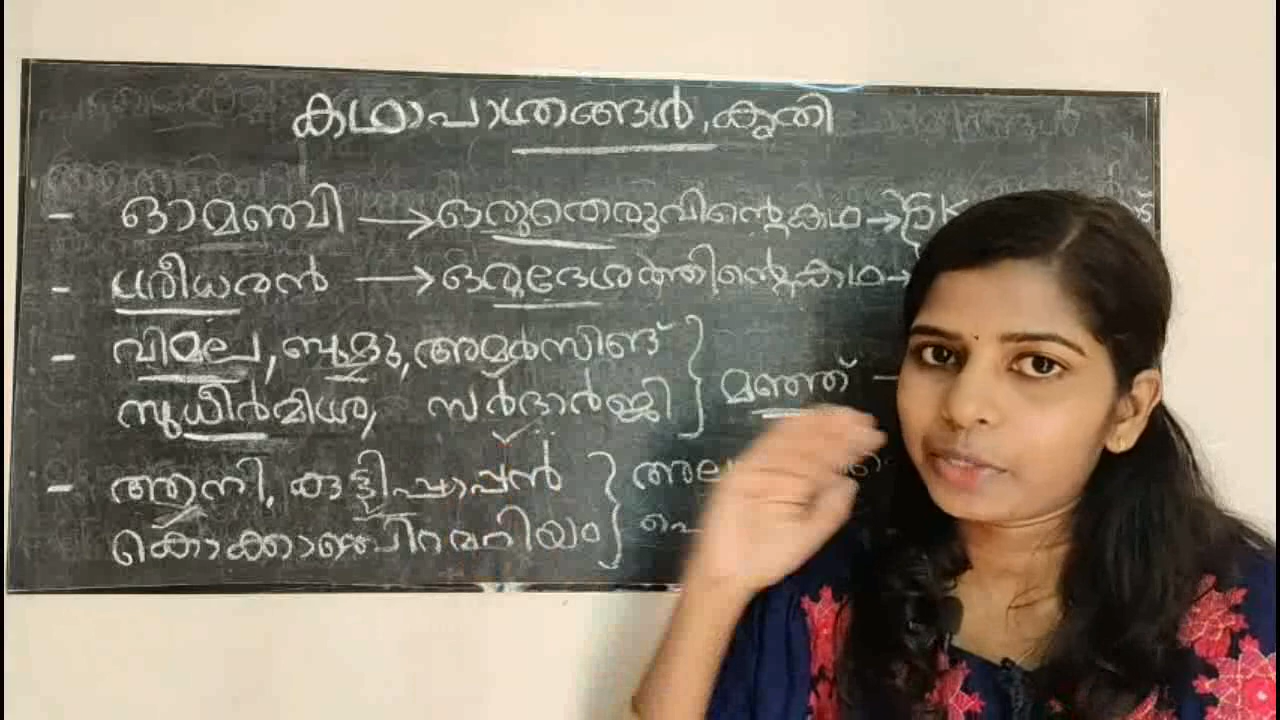 കഥാപാത്രങ്ങൾ, കൃതി
- ഓമഞ്ചി → ഒരുതെരുവിന്റെകഥ →
- ശ്രീധരൻ → ഒരുദേശത്തിന്റെകഥ →
- വിമല, ബുദ്ദു, അമർസിങ് } മഞ്ഞ് -
സുധീർമിശ്ര, സർദാർജി
- ആനി, കുട്ടിപ്പാപ്പൻ }
കൊക്കാഞ്ചിറമറിയം